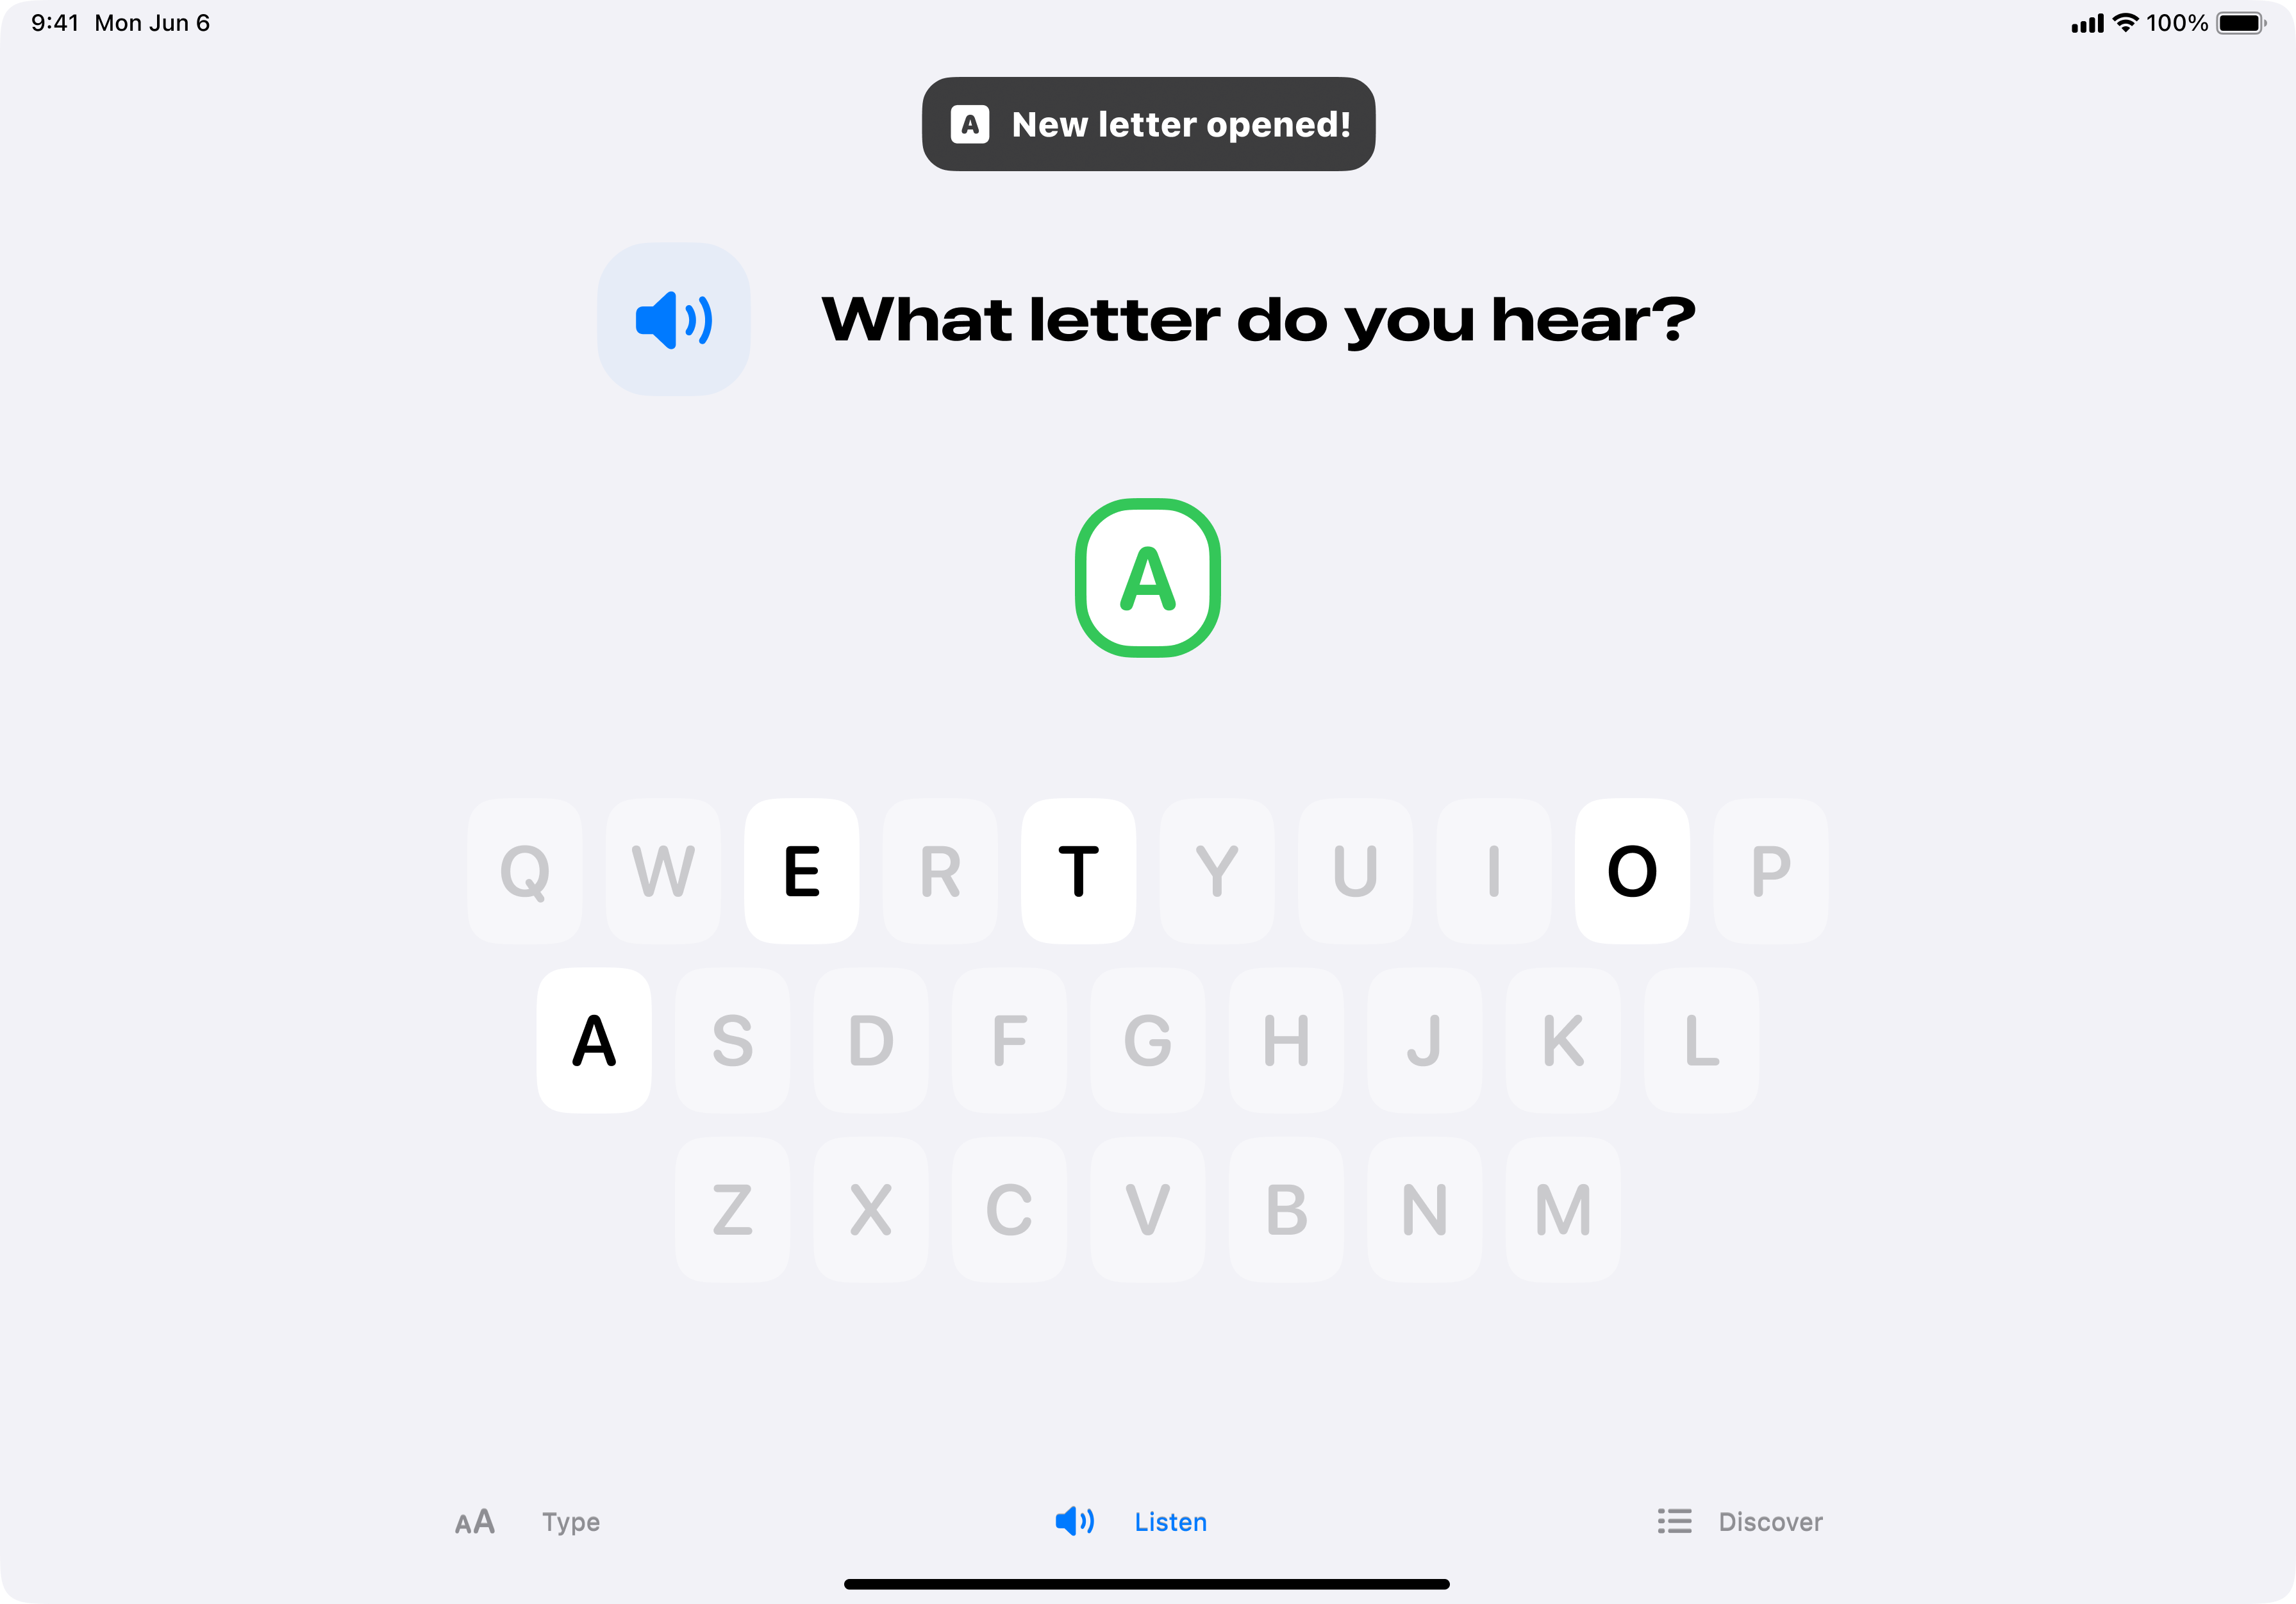 9:41 Mon Jun 6 100%
A New letter opened!
What letter do you hear?
A
Q W E R T Y U I O P
A S D F G H J K L
Z X C V B N M
AA Type Listen Discover